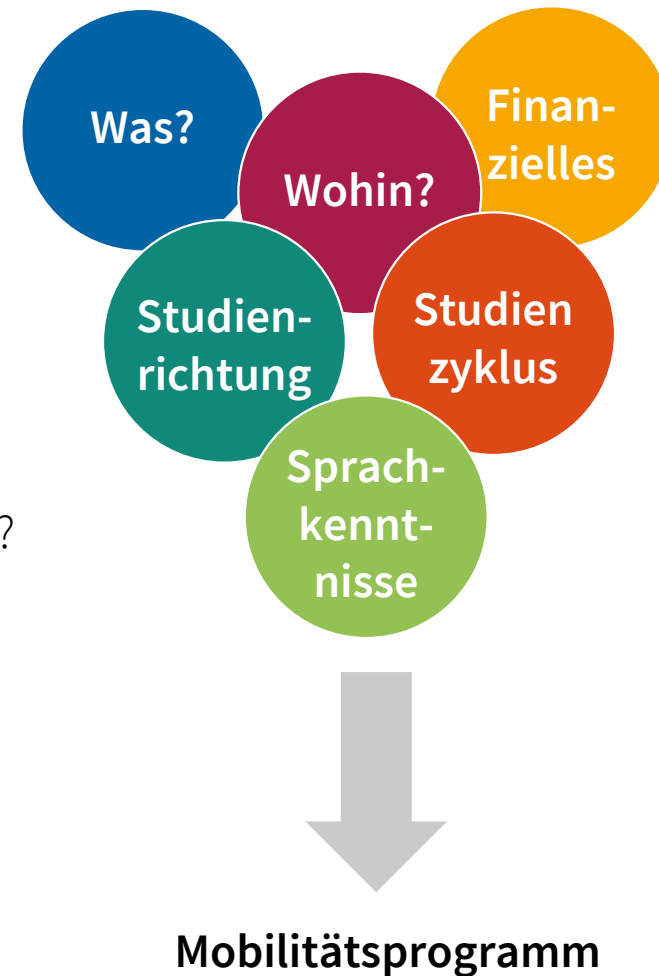 Was?
Finan-
zielles
Wohin?
Studien-
richtung
Studien
zyklus
Sprach-
kennt-
nisse
?
Mobilitätsprogramm